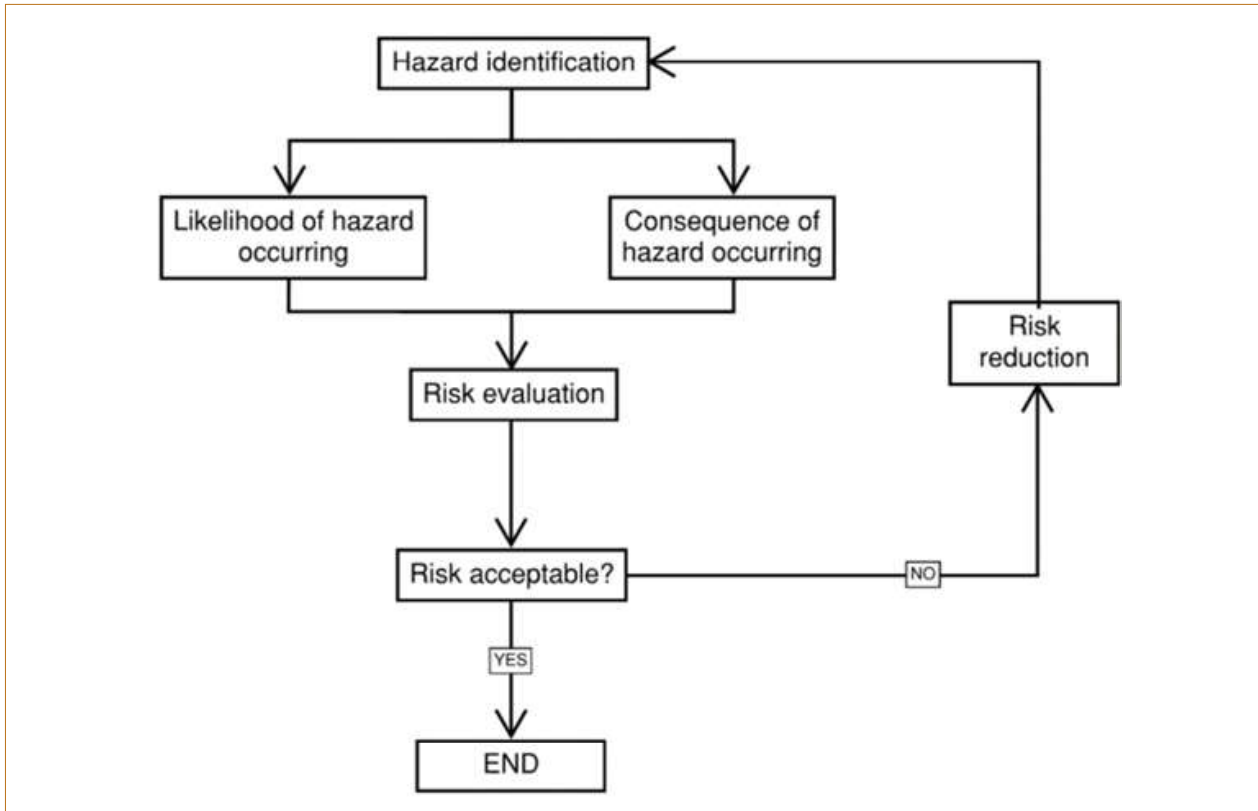 Hazard identification
Likelihood of hazard
occurring
Consequence of
hazard occurring
Risk
reduction
Risk evaluation
Risk acceptable?
NO
YES
END